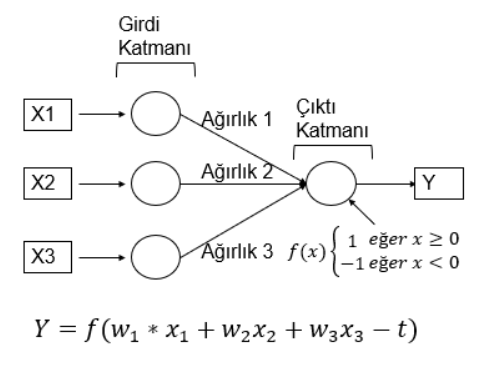 Girdi
Katmanı
X1
Ağırlık 1
Çıktı
Katmanı
X2
Ağırlık 2
Y
X3
Ağırlık 3
f(x){ 1 eğer x ≥ 0
−1 eğer x < 0
Y = f(w₁ * x₁ + w₂x₂ + w₃x₃ − t)